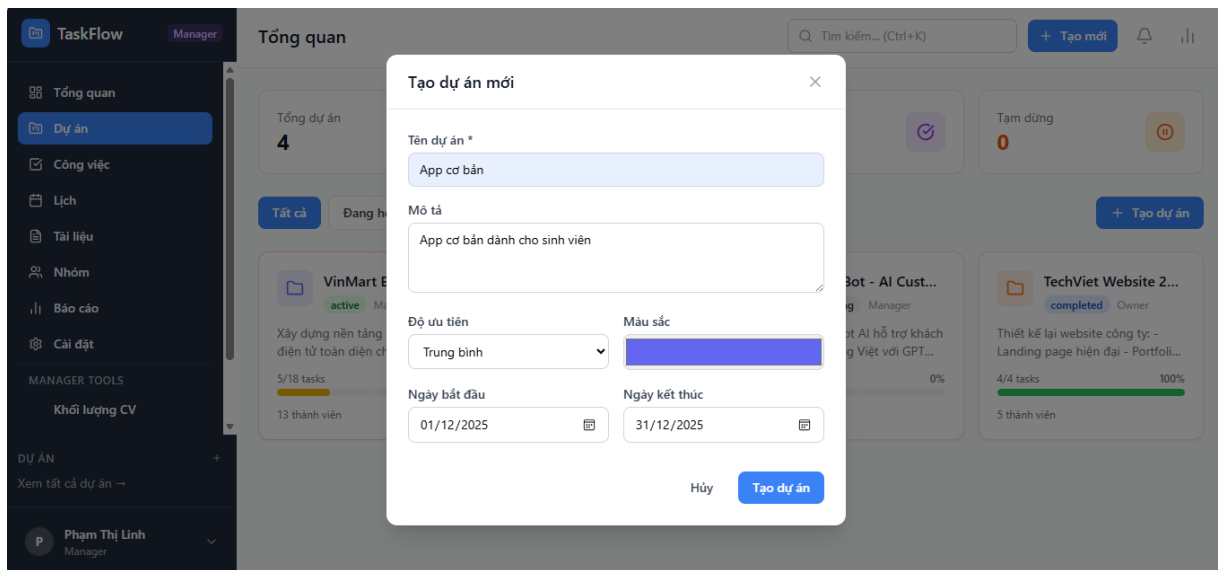 TaskFlow
Manager
Tổng quan
Tìm kiếm... (Ctrl+K)
+ Tạo mới
Tổng quan
Dự án
Công việc
Lịch
Tài liệu
Nhóm
Báo cáo
Cài đặt
MANAGER TOOLS
Khối lượng CV
DỰ ÁN +
Xem tất cả dự án →
P
Phạm Thị Linh
Manager
Tổng dự án
4
Tạm dừng
0
Tất cả
Đang
+ Tạo dự án
VinMart
active
Xây dựng nền tảng
điện tử toàn diện
5/18 tasks
13 thành viên
AI Cust...
Manager
AI hỗ trợ khách
Việt với GPT...
0%
TechViet Website 2...
completed Owner
Thiết kế lại website công ty: -
Landing page hiện đại - Portfoli...
4/4 tasks 100%
5 thành viên
Tạo dự án mới
Tên dự án *
App cơ bản
Mô tả
App cơ bản dành cho sinh viên
Độ ưu tiên
Màu sắc
Trung bình
Ngày bắt đầu
Ngày kết thúc
01/12/2025
31/12/2025
Hủy
Tạo dự án